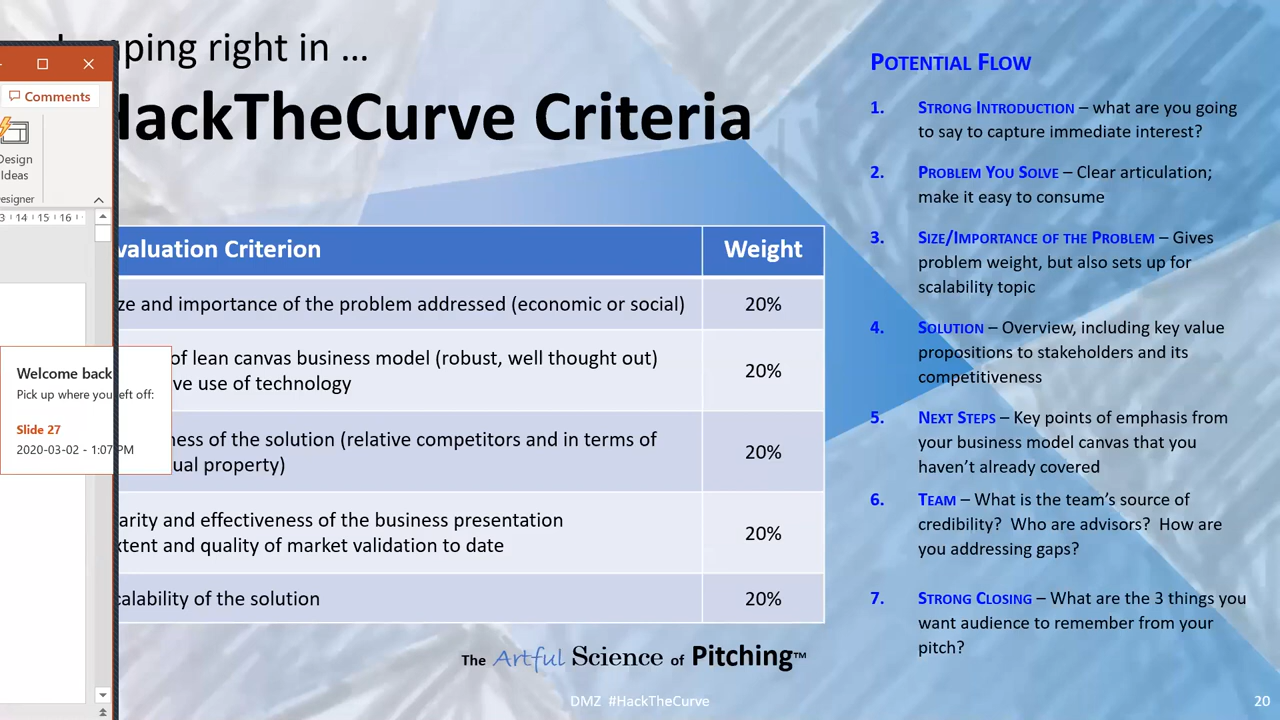 ping right in ...
HackTheCurve Criteria
Comments
Design
Ideas
esigner
3 14 15 16
Welcome back
Pick up where you left off:
Slide 27
2020-03-02 - 1:07 PM
valuation Criterion Weight
ze and importance of the problem addressed (economic or social) 20%
of lean canvas business model (robust, well thought out)
ve use of technology
20%
ness of the solution (relative competitors and in terms of
ual property)
20%
arity and effectiveness of the business presentation
xtent and quality of market validation to date
20%
calability of the solution 20%
The Artful Science of Pitching™
DMZ #HackTheCurve
POTENTIAL FLOW
1. STRONG INTRODUCTION – what are you going
to say to capture immediate interest?
2. PROBLEM YOU SOLVE – Clear articulation;
make it easy to consume
3. SIZE/IMPORTANCE OF THE PROBLEM – Gives
problem weight, but also sets up for
scalability topic
4. SOLUTION – Overview, including key value
propositions to stakeholders and its
competitiveness
5. NEXT STEPS – Key points of emphasis from
your business model canvas that you
haven't already covered
6. TEAM – What is the team's source of
credibility? Who are advisors? How are
you addressing gaps?
7. STRONG CLOSING – What are the 3 things you
want audience to remember from your
pitch?
20